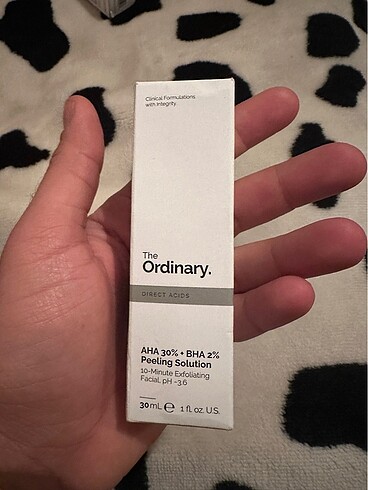 Clinical Formulations
with Integrity.
The
Ordinary.
DIRECT ACIDS
AHA 30% + BHA 2%
Peeling Solution
10-Minute Exfoliating
Facial, pH ~3.6
30 mL ℮ 1 fl. oz. U.S.